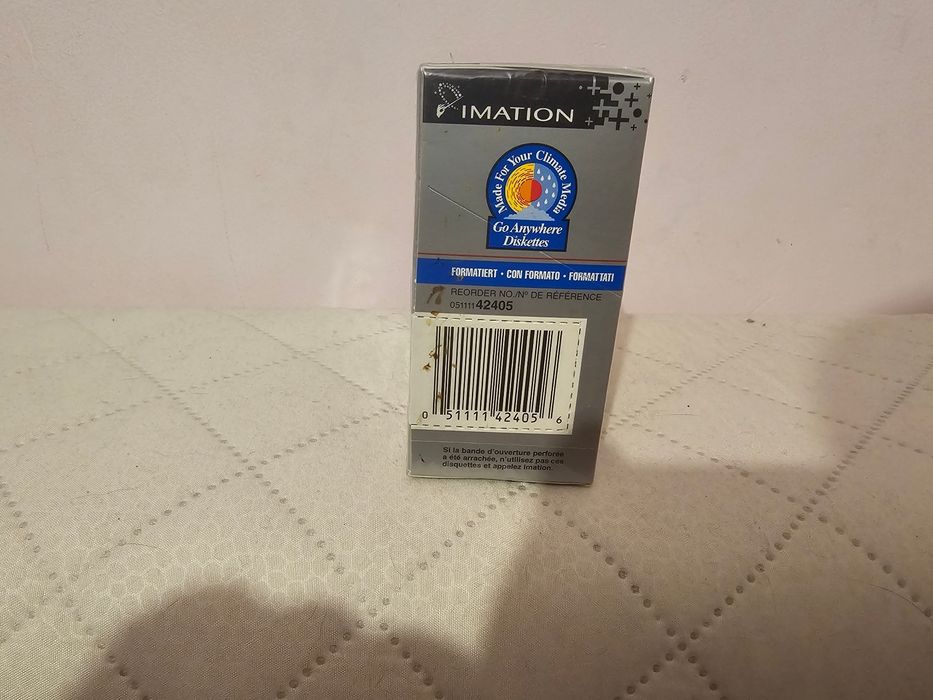 IMATION
Made For Your Climate Media
Go Anywhere
Diskettes
FORMATIERT • CON FORMATO • FORMATTATI
REORDER NO./Nº DE RÉFÉRENCE
05111142405
0 51111 42405 6
Si la bande d'ouverture perforée
a été arrachée, n'utilisez pas ces
disquettes et appelez Imation.